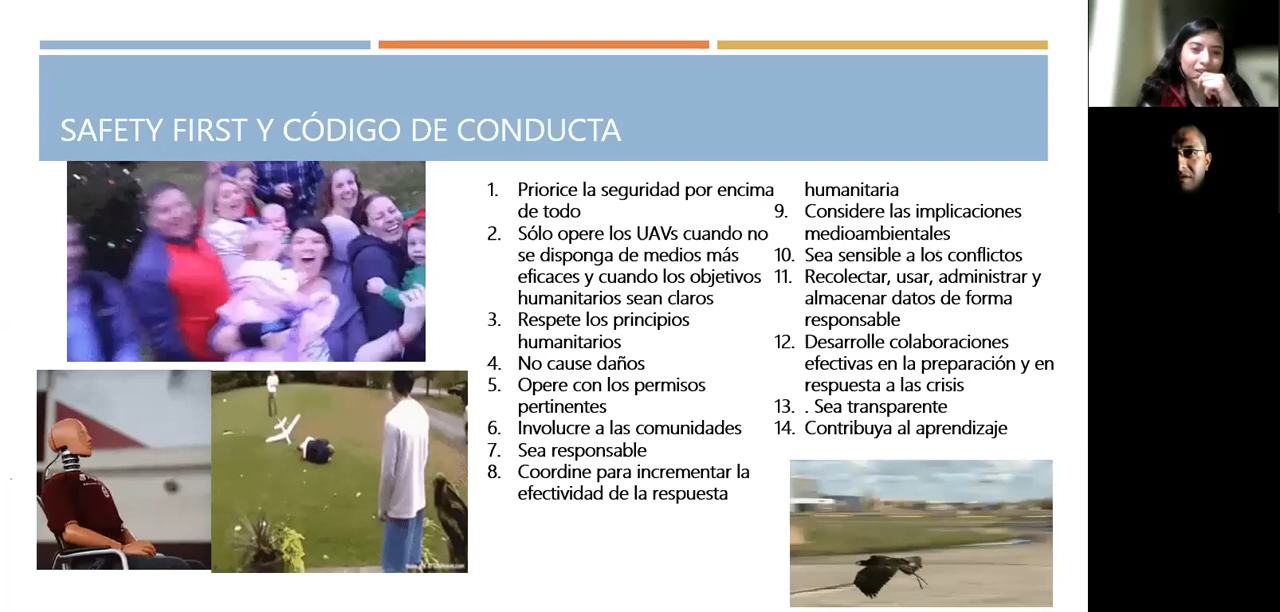 SAFETY FIRST Y CÓDIGO DE CONDUCTA
1. Priorice la seguridad por encima
de todo
2. Sólo opere los UAVs cuando no
se disponga de medios más
eficaces y cuando los objetivos
humanitarios sean claros
3. Respete los principios
humanitarios
4. No cause daños
5. Opere con los permisos
pertinentes
6. Involucre a las comunidades
7. Sea responsable
8. Coordine para incrementar la
efectividad de la respuesta
humanitaria
9. Considere las implicaciones
medioambientales
10. Sea sensible a los conflictos
11. Recolectar, usar, administrar y
almacenar datos de forma
responsable
12. Desarrolle colaboraciones
efectivas en la preparación y en
respuesta a las crisis
13. . Sea transparente
14. Contribuya al aprendizaje